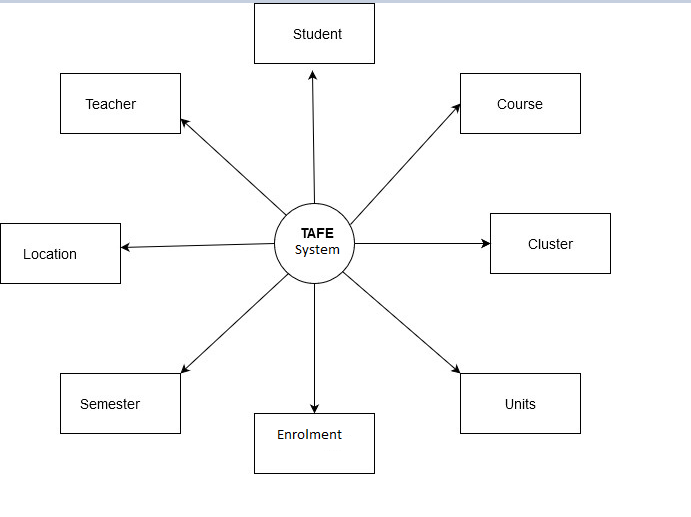 Student
Teacher
Course
TAFE
System
Location
Cluster
Semester
Units
Enrolment